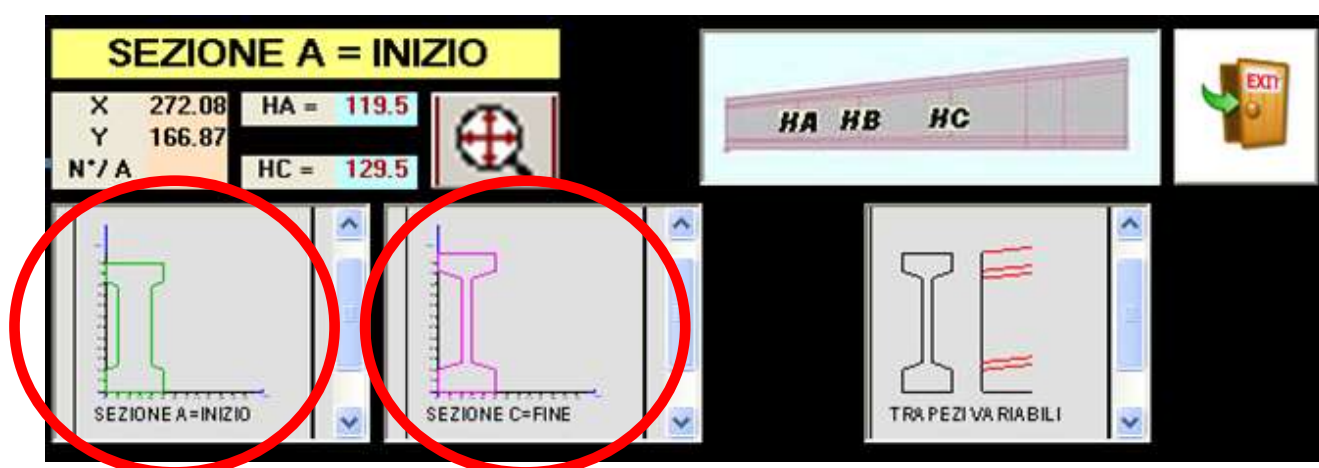 SEZIONE A = INIZIO
X 272.08
Y 166.87
N°/ A
HA = 119.5
HC = 129.5
HA HB HC
EXIT
SEZIONE A=INIZIO
SEZIONE C=FINE
TRAPEZI VARIABILI